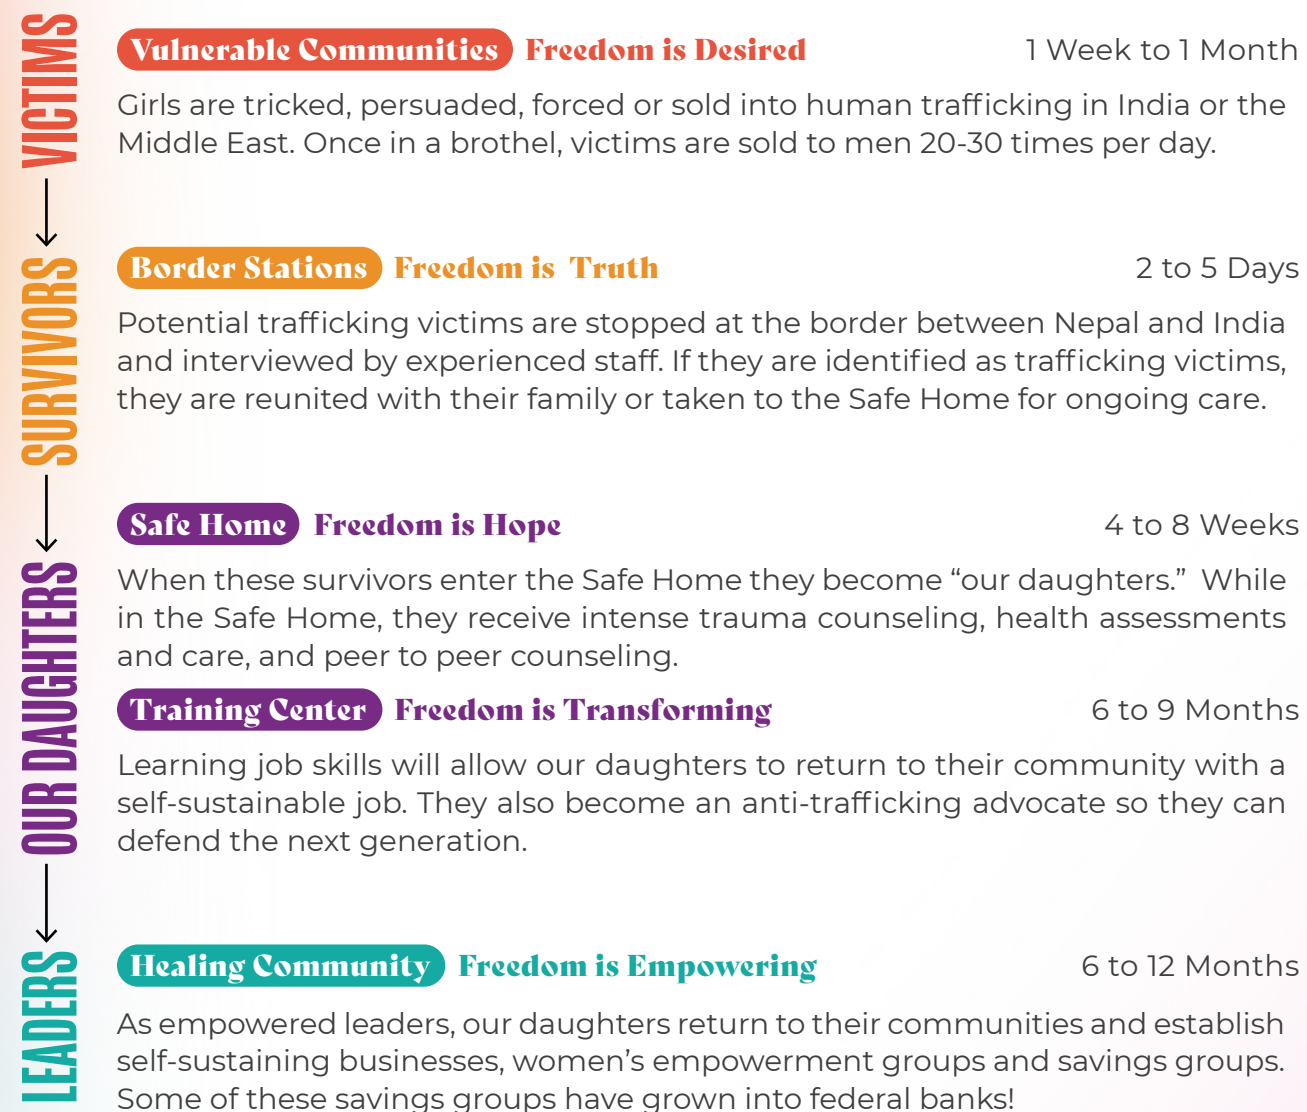 VICTIMS
Vulnerable Communities Freedom is Desired 1 Week to 1 Month
Girls are tricked, persuaded, forced or sold into human trafficking in India or the
Middle East. Once in a brothel, victims are sold to men 20-30 times per day.
SURVIVORS
Border Stations Freedom is Truth 2 to 5 Days
Potential trafficking victims are stopped at the border between Nepal and India
and interviewed by experienced staff. If they are identified as trafficking victims,
they are reunited with their family or taken to the Safe Home for ongoing care.
OUR DAUGHTERS
Safe Home Freedom is Hope 4 to 8 Weeks
When these survivors enter the Safe Home they become “our daughters.” While
in the Safe Home, they receive intense trauma counseling, health assessments
and care, and peer to peer counseling.
Training Center Freedom is Transforming 6 to 9 Months
Learning job skills will allow our daughters to return to their community with a
self-sustainable job. They also become an anti-trafficking advocate so they can
defend the next generation.
LEADERS
Healing Community Freedom is Empowering 6 to 12 Months
As empowered leaders, our daughters return to their communities and establish
self-sustaining businesses, women’s empowerment groups and savings groups.
Some of these savings groups have grown into federal banks!